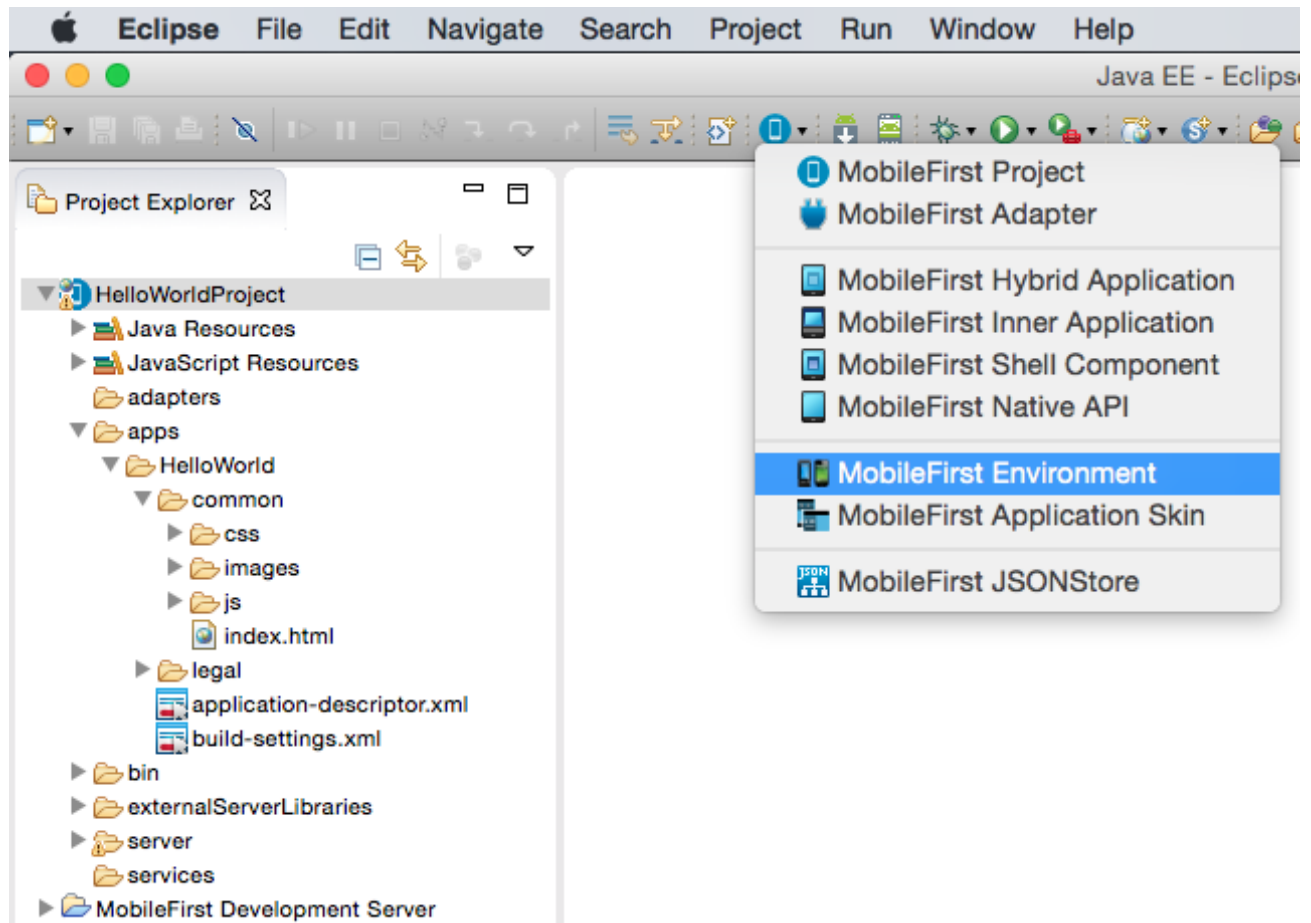 Eclipse File Edit Navigate Search Project Run Window Help
Java EE - Eclipse
Project Explorer
MobileFirst Project
MobileFirst Adapter
MobileFirst Hybrid Application
MobileFirst Inner Application
MobileFirst Shell Component
MobileFirst Native API
MobileFirst Environment
MobileFirst Application Skin
JSON
MobileFirst JSONStore
HelloWorldProject
Java Resources
JavaScript Resources
adapters
apps
HelloWorld
common
css
images
js
index.html
legal
application-descriptor.xml
build-settings.xml
bin
externalServerLibraries
server
services
MobileFirst Development Server